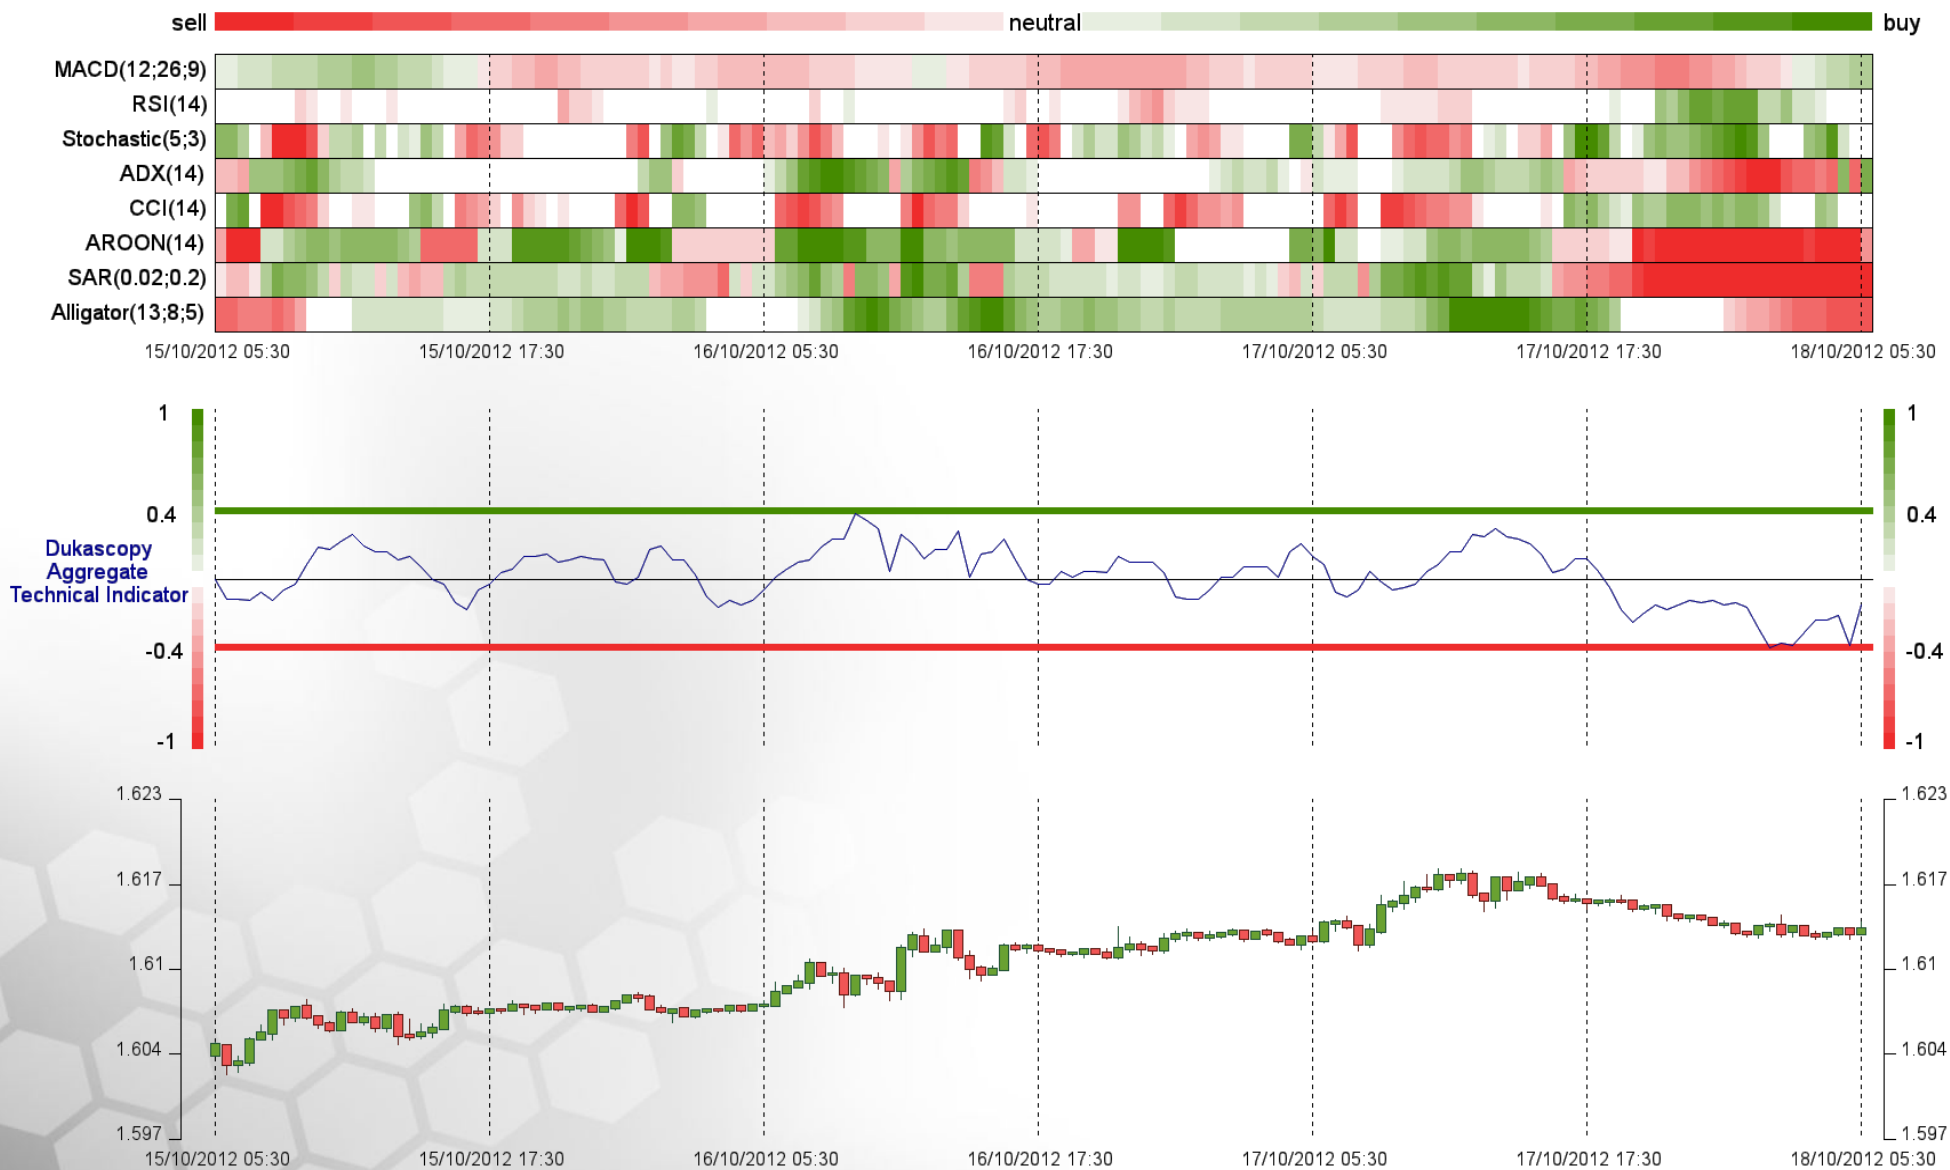 sell neutral buy
MACD(12;26;9)
RSI(14)
Stochastic(5;3)
ADX(14)
CCI(14)
AROON(14)
SAR(0.02;0.2)
Alligator(13;8;5)
15/10/2012 05:30 15/10/2012 17:30 16/10/2012 05:30 16/10/2012 17:30 17/10/2012 05:30 17/10/2012 17:30 18/10/2012 05:30
1 1
0.4 0.4
Dukascopy
Aggregate
Technical Indicator
-0.4 -0.4
-1 -1
1.623 1.623
1.617 1.617
1.61 1.61
1.604 1.604
1.597 1.597
15/10/2012 05:30 15/10/2012 17:30 16/10/2012 05:30 16/10/2012 17:30 17/10/2012 05:30 17/10/2012 17:30 18/10/2012 05:30